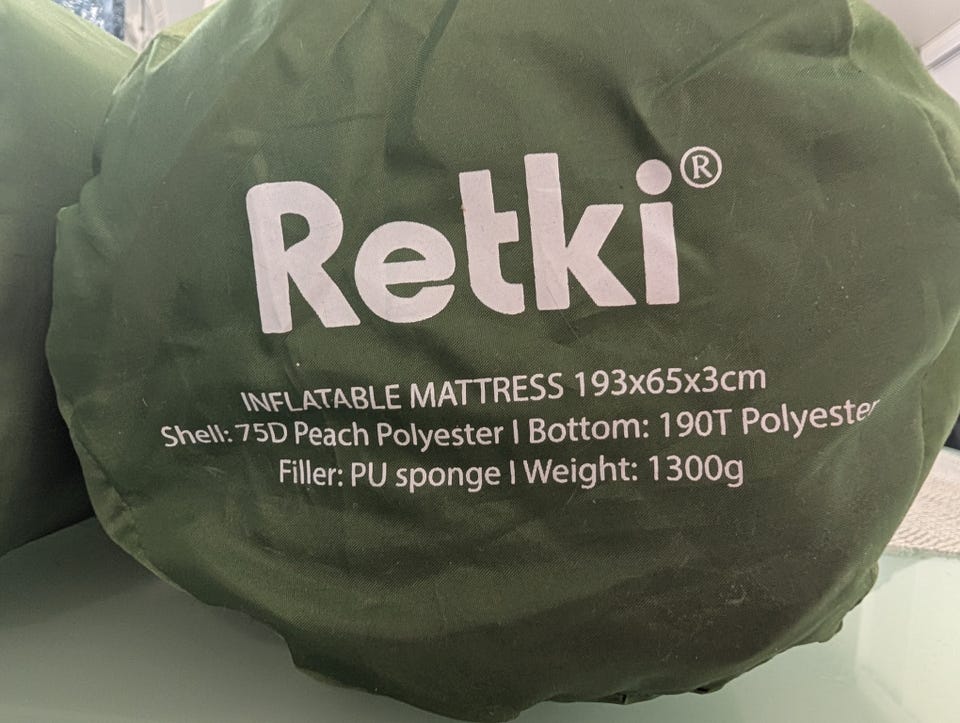 Retki®
INFLATABLE MATTRESS 193x65x3cm
Shell: 75D Peach Polyester | Bottom: 190T Polyester
Filler: PU sponge | Weight: 1300g